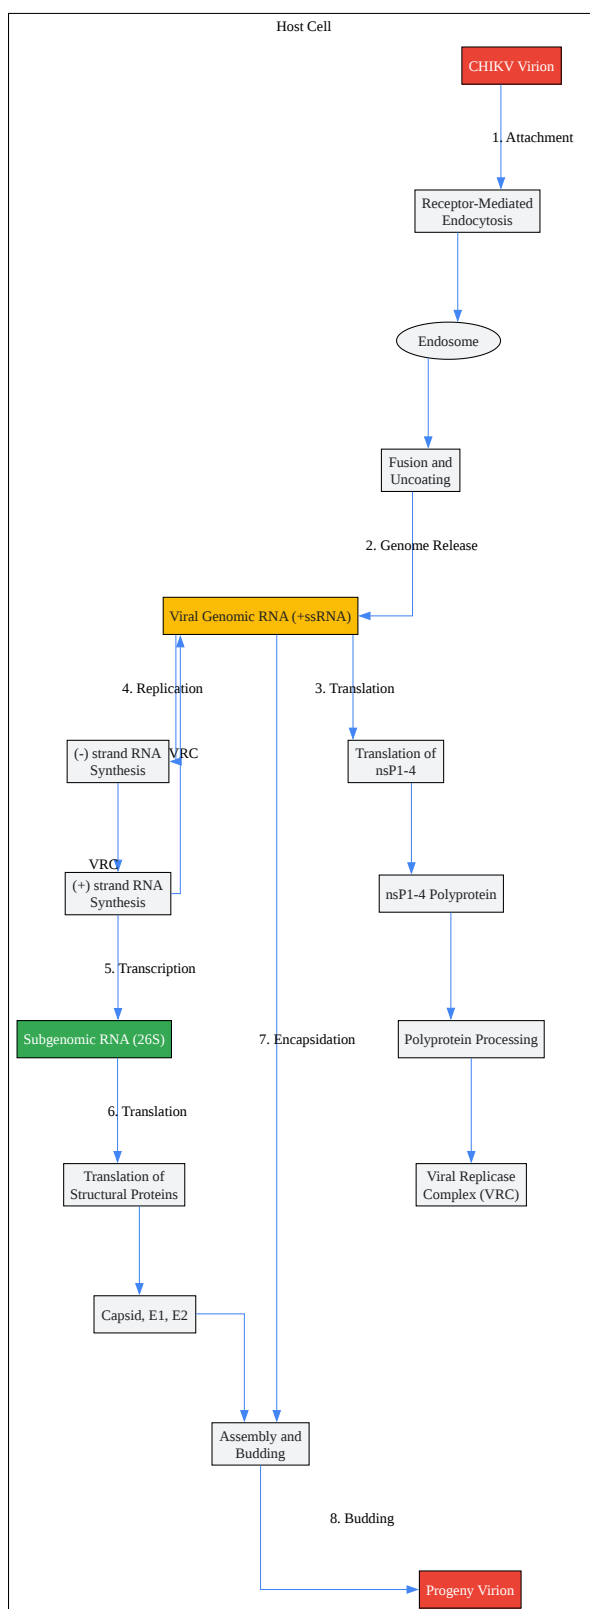 Host Cell
CHIKV Virion
1. Attachment
Receptor-Mediated
Endocytosis
Endosome
Fusion and
Uncoating
2. Genome Release
Viral Genomic RNA (+ssRNA)
4. Replication
3. Translation
(-) strand RNA
Synthesis
VRC
Translation of
nsP1-4
VRC
(+) strand RNA
Synthesis
nsP1-4 Polyprotein
5. Transcription
Subgenomic RNA (26S)
7. Encapsidation
Polyprotein Processing
6. Translation
Translation of
Structural Proteins
Viral Replicase
Complex (VRC)
Capsid, E1, E2
Assembly and
Budding
8. Budding
Progeny Virion